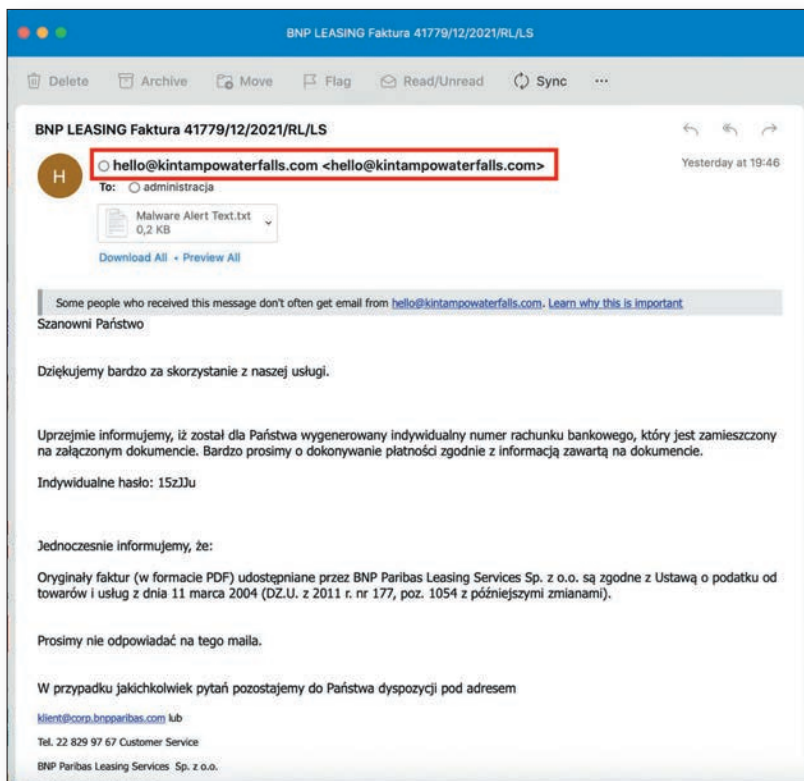 BNP LEASING Faktura 41779/12/2021/RL/LS
Delete Archive Move Flag Read/Unread Sync ...
BNP LEASING Faktura 41779/12/2021/RL/LS
H
hello@kintampowaterfalls.com <hello@kintampowaterfalls.com>
Yesterday at 19:46
To: administracja
Malware Alert Text.txt
0,2 KB
Download All • Preview All
Some people who received this message don't often get email from hello@kintampowaterfalls.com. Learn why this is important
Szanowni Państwo
Dziękujemy bardzo za skorzystanie z naszej usługi.
Uprzejmie informujemy, iż został dla Państwa wygenerowany indywidualny numer rachunku bankowego, który jest zamieszczony
na załączonym dokumencie. Bardzo prosimy o dokonywanie płatności zgodnie z informacją zawartą na dokumencie.
Indywidualne hasło: 15zJJu
Jednoczesnie informujemy, że:
Oryginały faktur (w formacie PDF) udostępniane przez BNP Paribas Leasing Services Sp. z o.o. są zgodne z Ustawą o podatku od
towarów i usług z dnia 11 marca 2004 (DZ.U. z 2011 r. nr 177, poz. 1054 z późniejszymi zmianami).
Prosimy nie odpowiadać na tego maila.
W przypadku jakichkolwiek pytań pozostajemy do Państwa dyspozycji pod adresem
klient@corp.bnpparibas.com lub
Tel. 22 829 97 67 Customer Service
BNP Paribas Leasing Services Sp. z o.o.